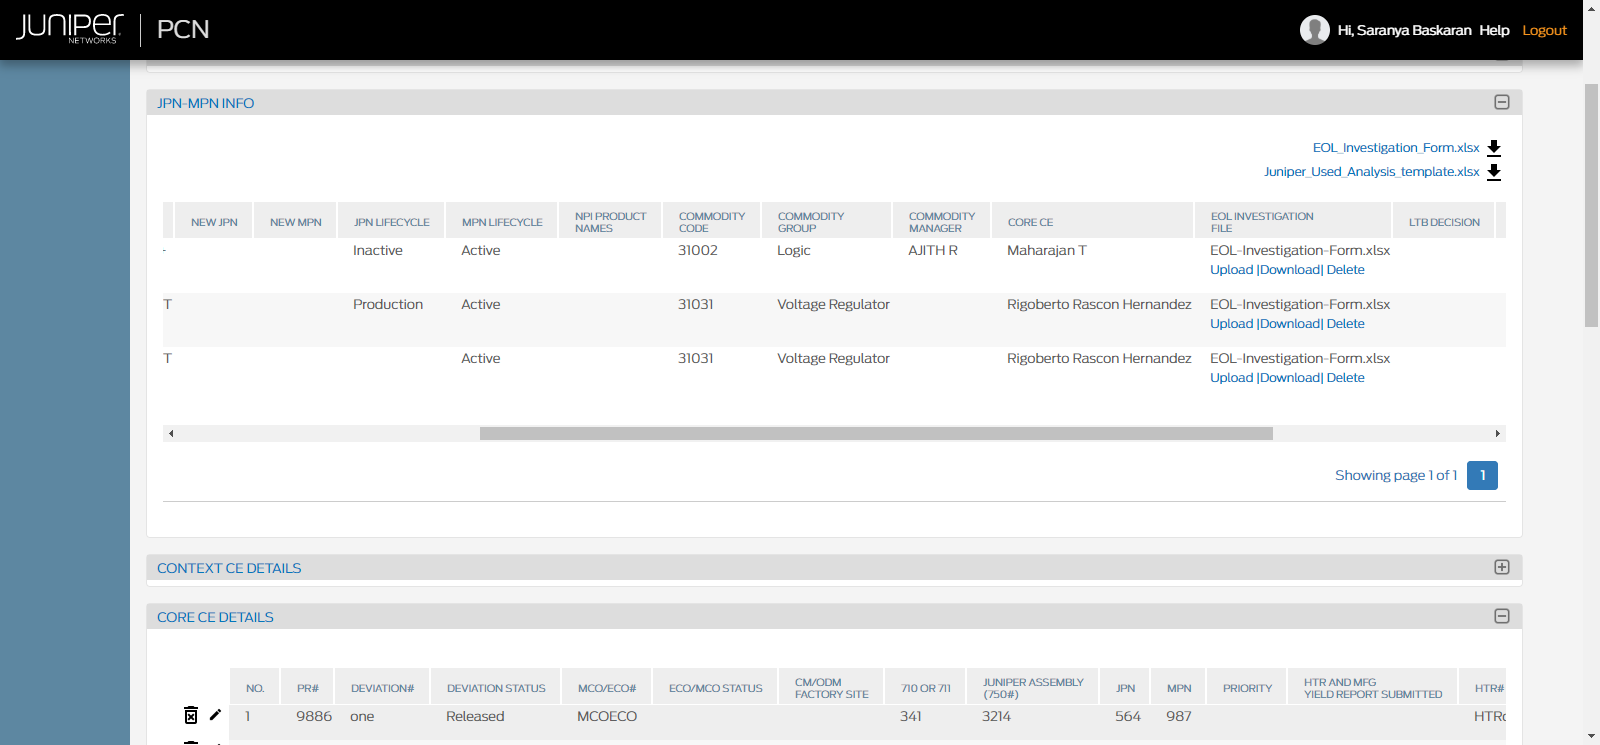 JUNIPER NETWORKS PCN Hi, Saranya Baskaran Help Logout
JPN-MPN INFO
EOL_Investigation_Form.xlsx
Juniper_Used_Analysis_template.xlsx
NEW JPN NEW MPN JPN LIFECYCLE MPN LIFECYCLE NPI PRODUCT NAMES COMMODITY CODE COMMODITY GROUP COMMODITY MANAGER CORE CE EOL INVESTIGATION FILE LTB DECISION
- Inactive Active 31002 Logic AJITH R Maharajan T EOL-Investigation-Form.xlsx
Upload |Download| Delete
T Production Active 31031 Voltage Regulator Rigoberto Rascon Hernandez EOL-Investigation-Form.xlsx
Upload |Download| Delete
T Active 31031 Voltage Regulator Rigoberto Rascon Hernandez EOL-Investigation-Form.xlsx
Upload |Download| Delete
Showing page 1 of 1 1
CONTEXT CE DETAILS
CORE CE DETAILS
NO. PR# DEVIATION# DEVIATION STATUS MCO/ECO# ECO/MCO STATUS CM/ODM FACTORY SITE 710 OR 711 JUNIPER ASSEMBLY (750#) JPN MPN PRIORITY HTR AND MFG YIELD REPORT SUBMITTED HTR#
1 9886 one Released MCOECO 341 3214 564 987